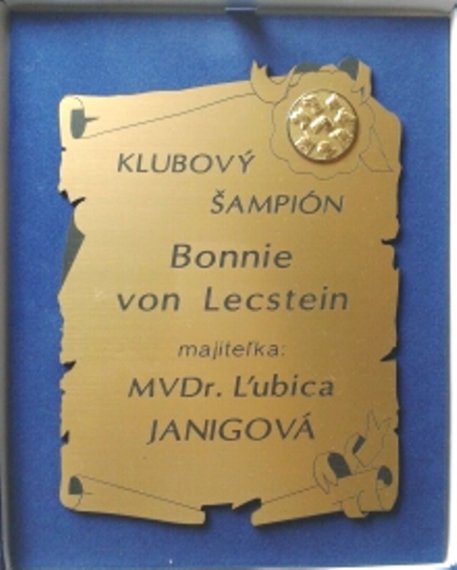 KLUBOVÝ
ŠAMPIÓN
Bonnie
von Lecstein
majiteľka:
MVDr. Ľubica
JANIGOVÁ